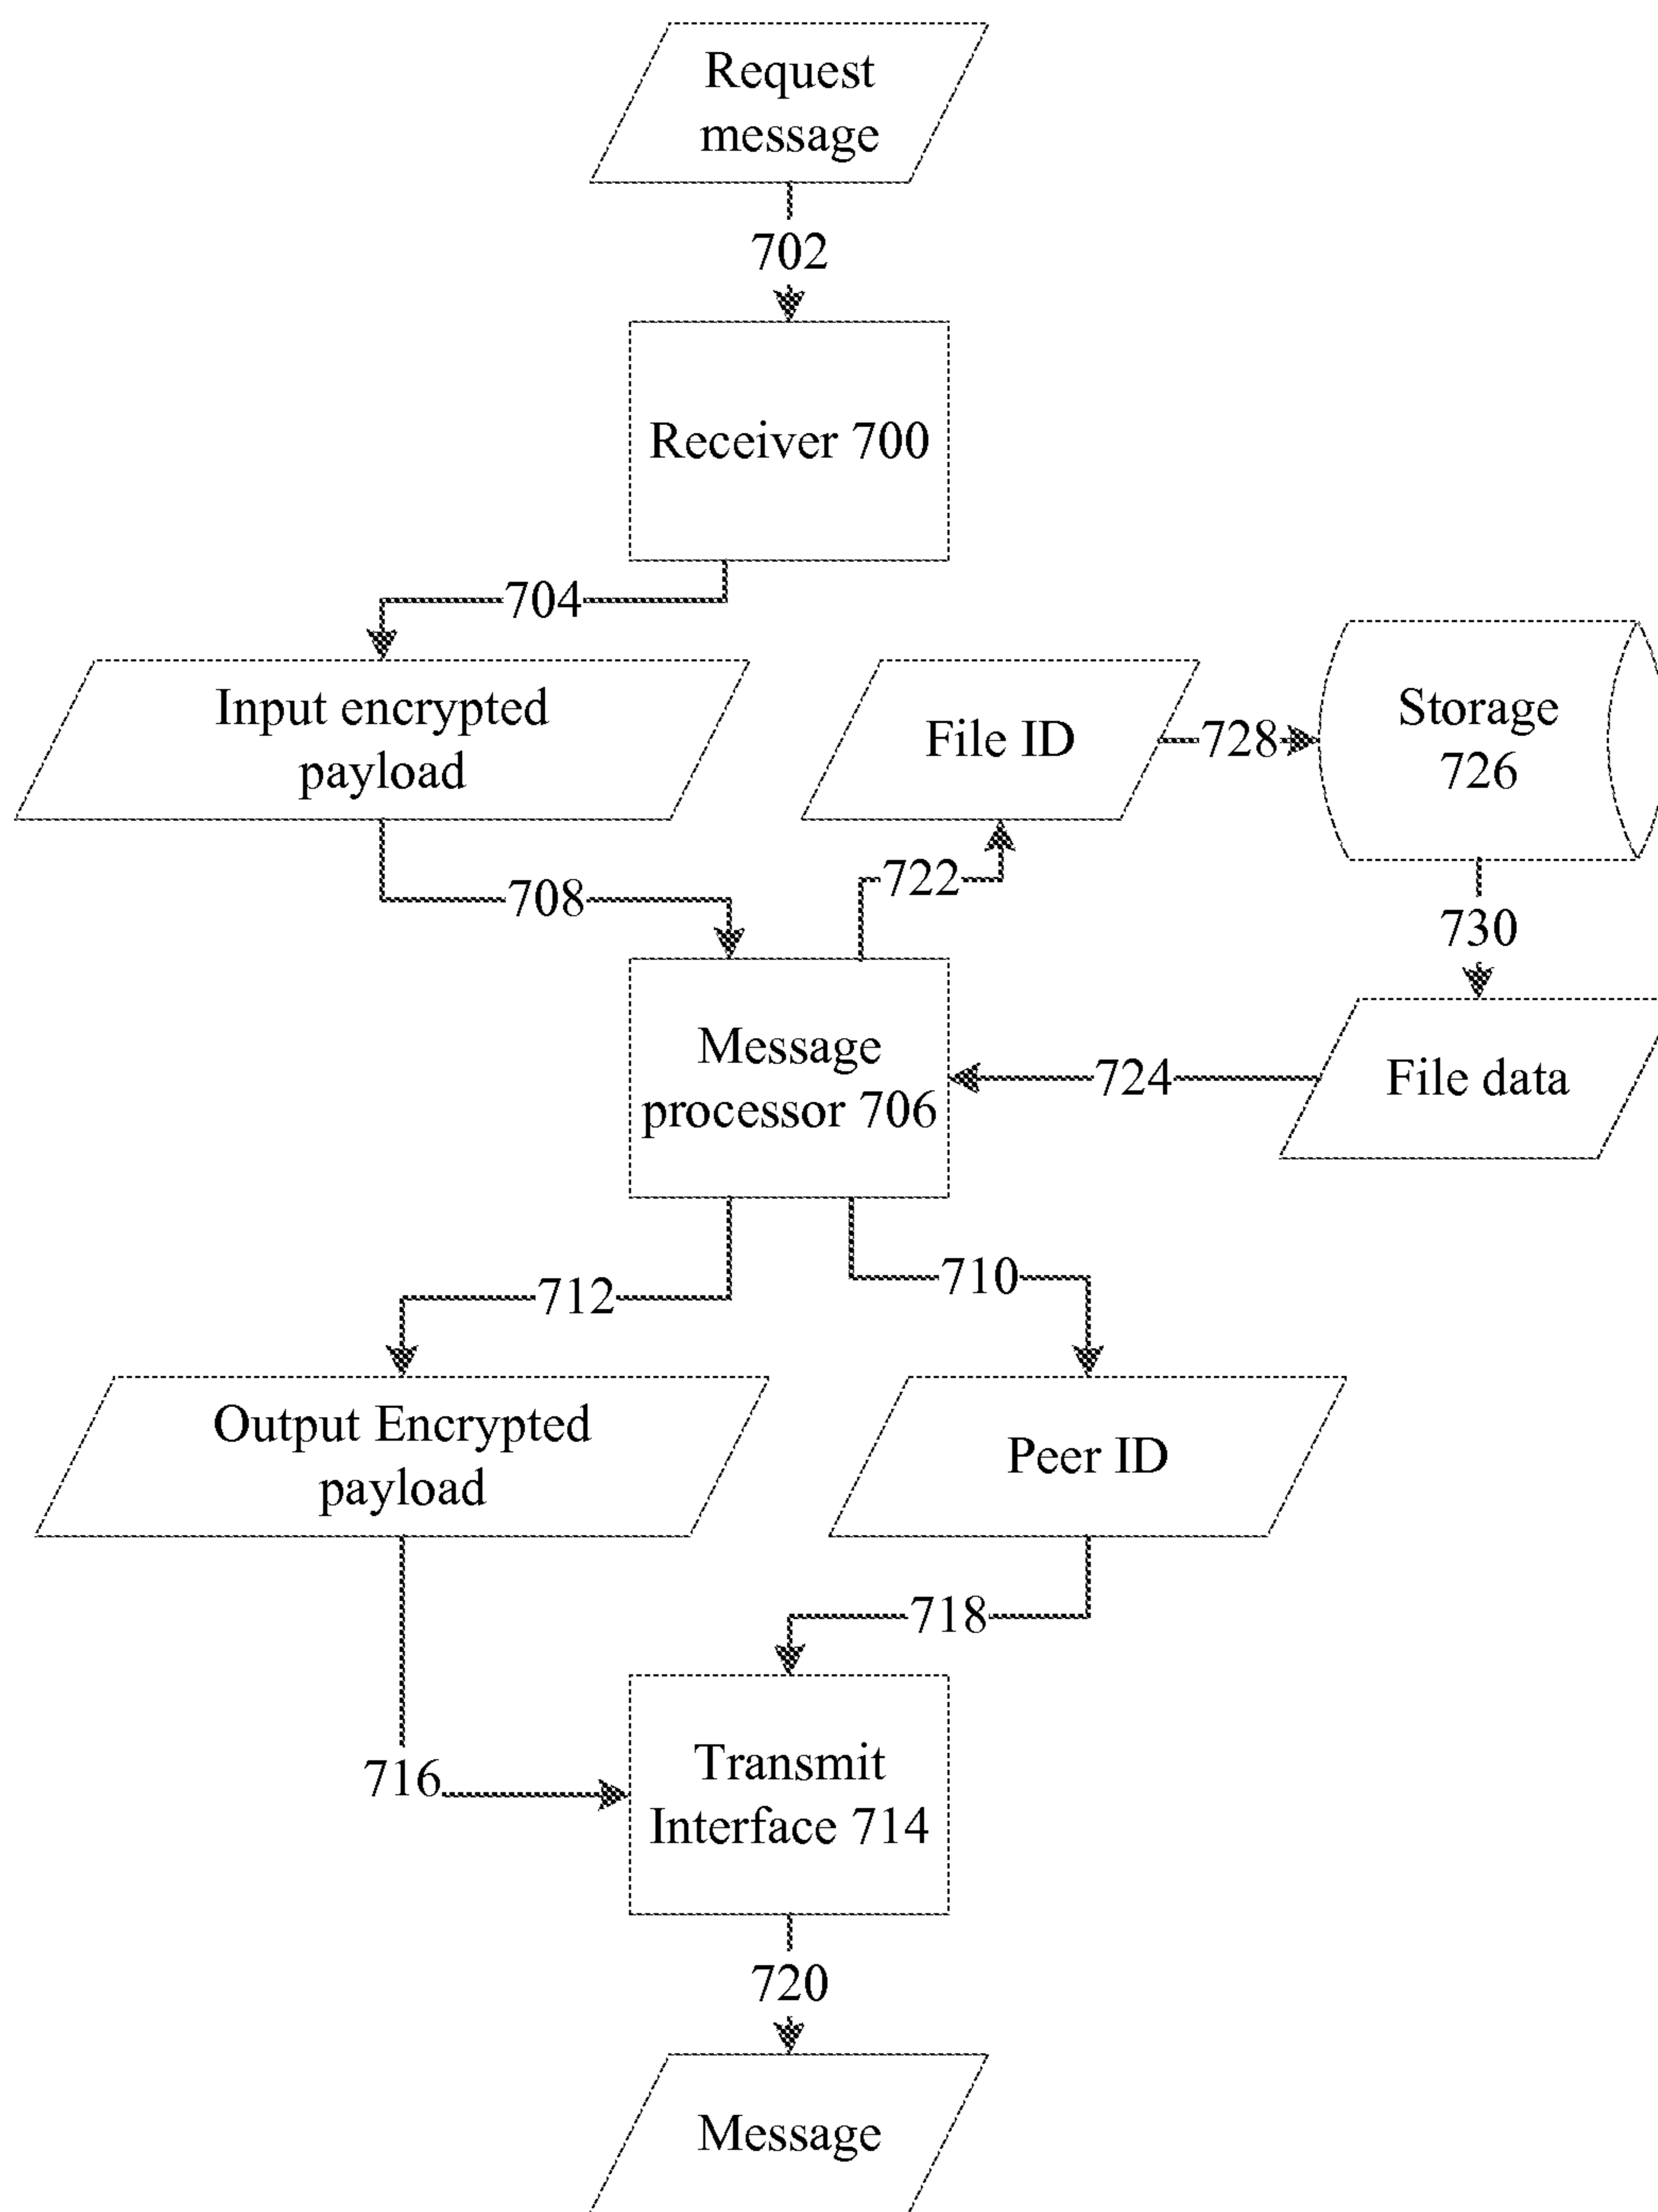 Request
message
702
Receiver 700
704
Input encrypted
payload
File ID
728
Storage
726
708
722
730
Message
processor 706
724
File data
712
710
Output Encrypted
payload
Peer ID
718
716
Transmit
Interface 714
720
Message